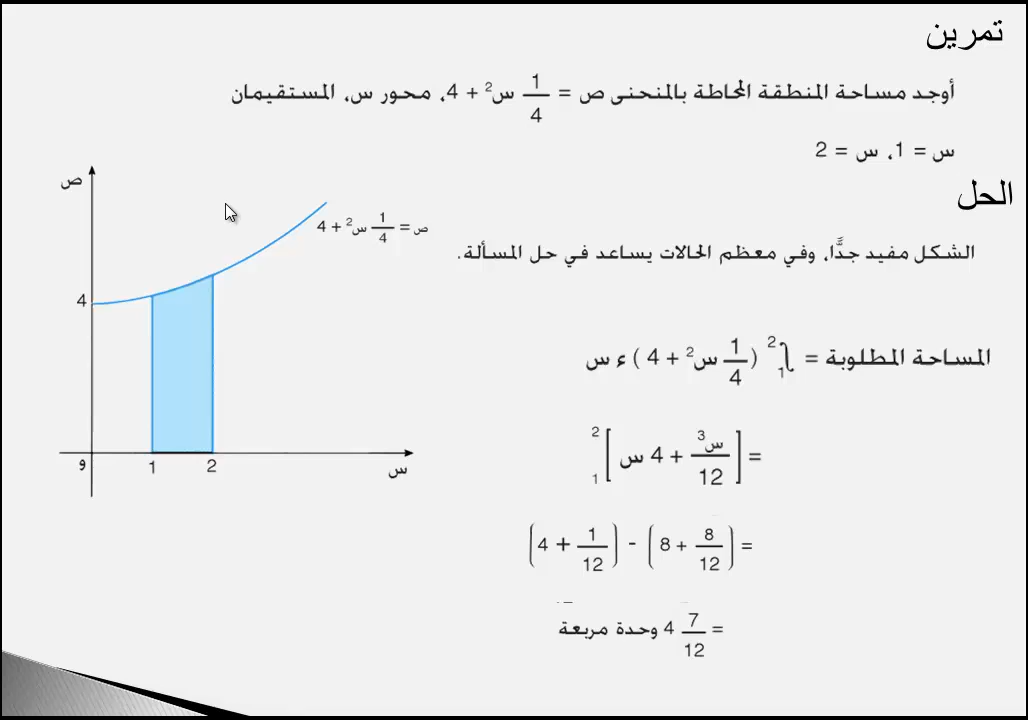 تمرين
أوجد مساحة المنطقة المحاطة بالمنحنى ص = 1/4 س² + 4، محور س، المستقيمان
س = 1، س = 2
الحل
الشكل مفيد جدًّا، وفي معظم الحالات يساعد في حل المسألة.
ص
ص = 1/4 س² + 4
4
و
1
2
س
المساحة المطلوبة = ∫₁² (1/4 س² + 4) ء س
= [س³/12 + 4 س]₁²
= (8/12 + 8) - (1/12 + 4)
= 7/12 4 وحدة مربعة